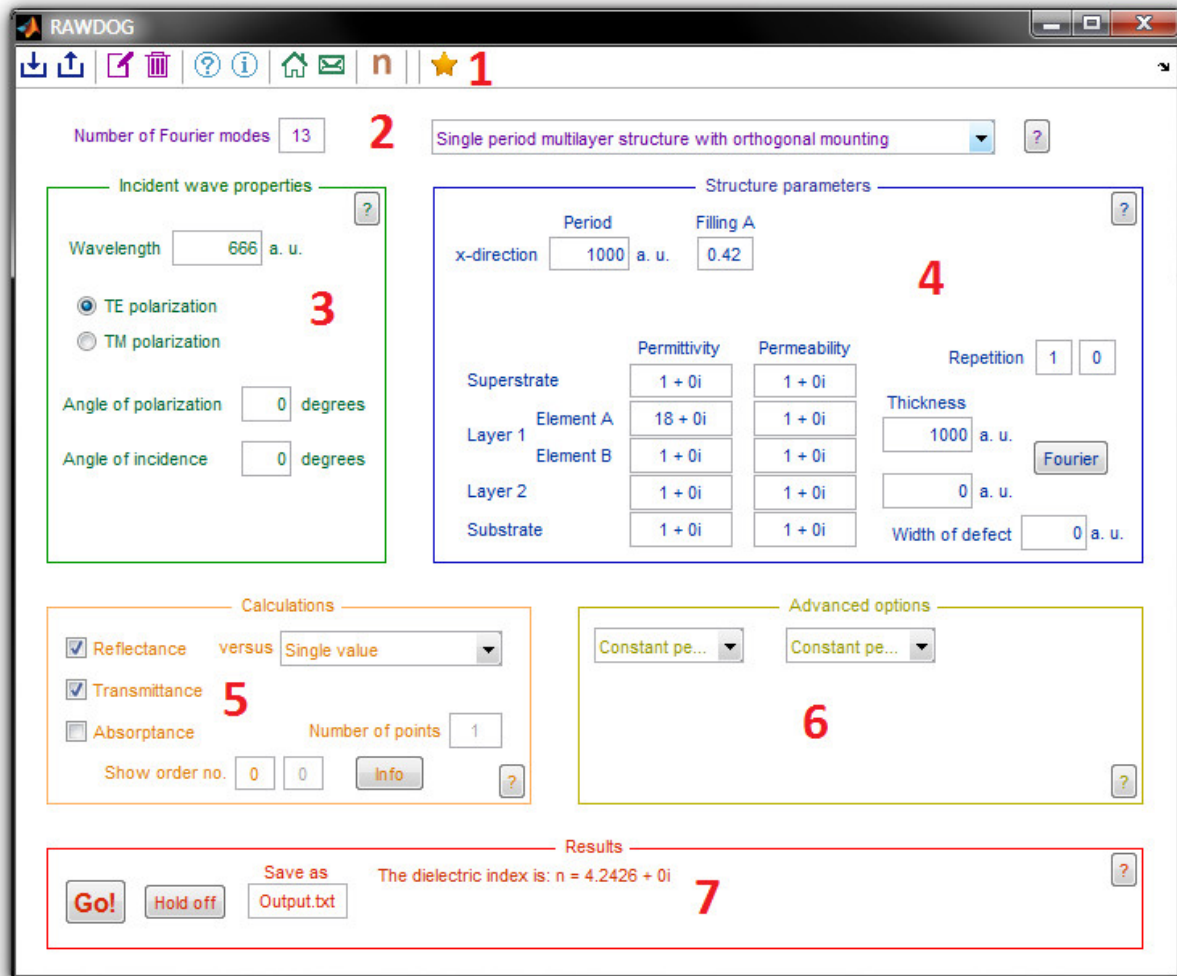 RAWDOG
n 1
Number of Fourier modes 13 2 Single period multilayer structure with orthogonal mounting ?
Incident wave properties
?
Wavelength 666 a. u.
TE polarization
3
TM polarization
Angle of polarization 0 degrees
Angle of incidence 0 degrees
Structure parameters
?
Period Filling A
x-direction 1000 a. u. 0.42
4
Permittivity Permeability Repetition 1 0
Superstrate 1 + 0i 1 + 0i
Thickness
Layer 1 Element A 18 + 0i 1 + 0i 1000 a. u.
Element B 1 + 0i 1 + 0i Fourier
Layer 2 1 + 0i 1 + 0i 0 a. u.
Substrate 1 + 0i 1 + 0i Width of defect 0 a. u.
Calculations
Reflectance versus Single value
Transmittance 5
Absorptance Number of points 1
Show order no. 0 0 Info ?
Advanced options
Constant pe... Constant pe...
6
?
Results
?
Save as The dielectric index is: n = 4.2426 + 0i 7
Go! Hold off Output.txt